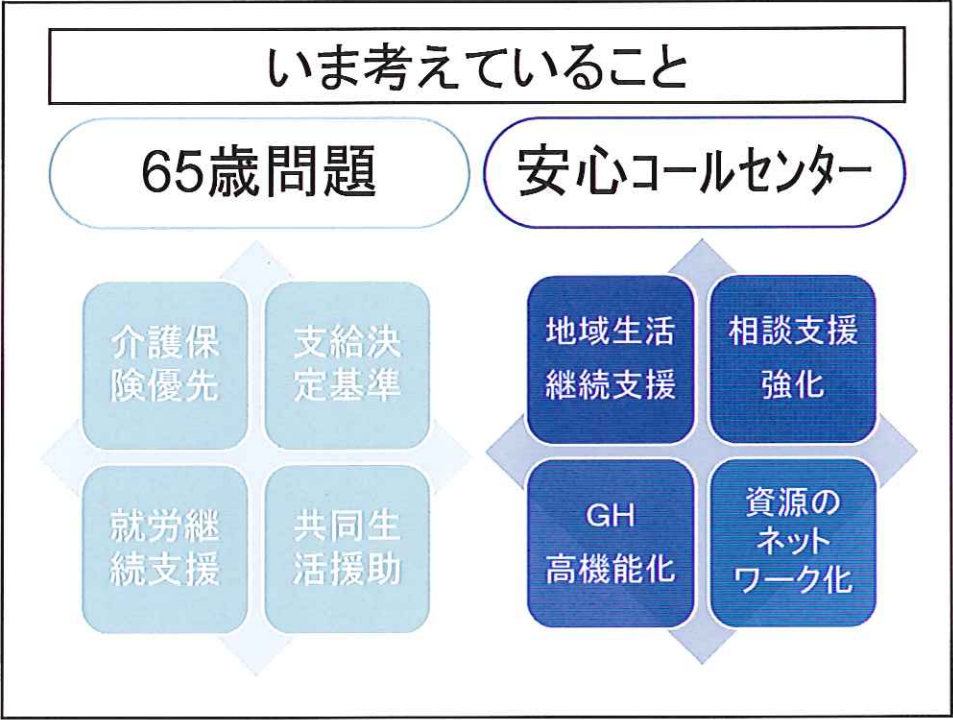 いま考えていること
65歳問題
安心コールセンター
介護保
険優先
支給決
定基準
就労継
続支援
共同生
活援助
地域生活
継続支援
相談支援
強化
GH
高機能化
資源の
ネット
ワーク化